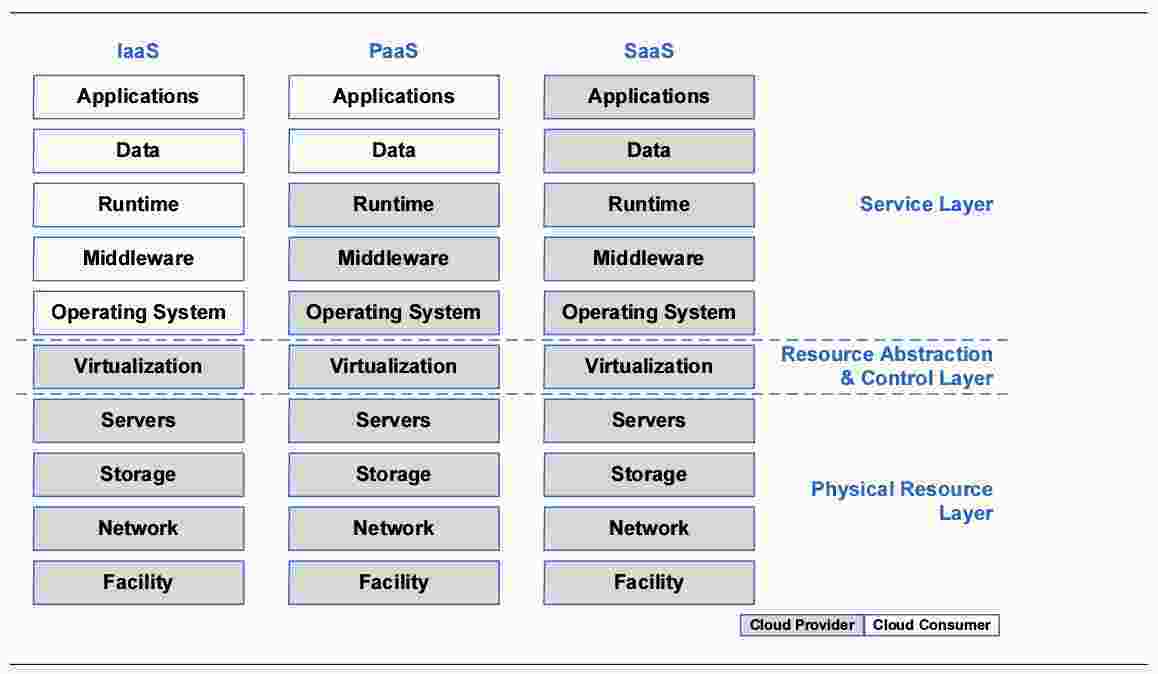 IaaS PaaS SaaS
Applications Applications Applications
Data Data Data
Runtime Runtime Runtime Service Layer
Middleware Middleware Middleware
Operating System Operating System Operating System
Virtualization Virtualization Virtualization Resource Abstraction
& Control Layer
Servers Servers Servers
Storage Storage Storage Physical Resource
Layer
Network Network Network
Facility Facility Facility
Cloud Provider Cloud Consumer